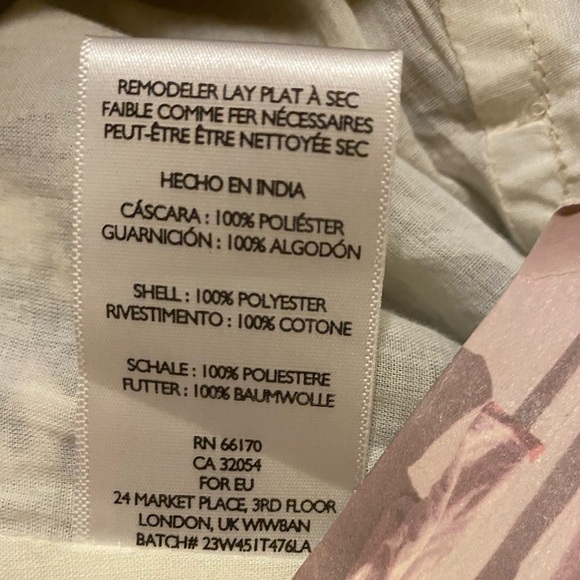 REMODELER LAY PLAT À SEC
FAIBLE COMME FER NÉCESSAIRES
PEUT-ÊTRE ÊTRE NETTOYÉE SEC
HECHO EN INDIA
CÁSCARA : 100% POLIÉSTER
GUARNICIÓN : 100% ALGODÓN
SHELL : 100% POLYESTER
RIVESTIMENTO : 100% COTONE
SCHALE : 100% POLIESTERE
FUTTER : 100% BAUMWOLLE
RN 66170
CA 32054
FOR EU
24 MARKET PLACE, 3RD FLOOR
LONDON, UK W1W8AN
BATCH# 23W451T476LA